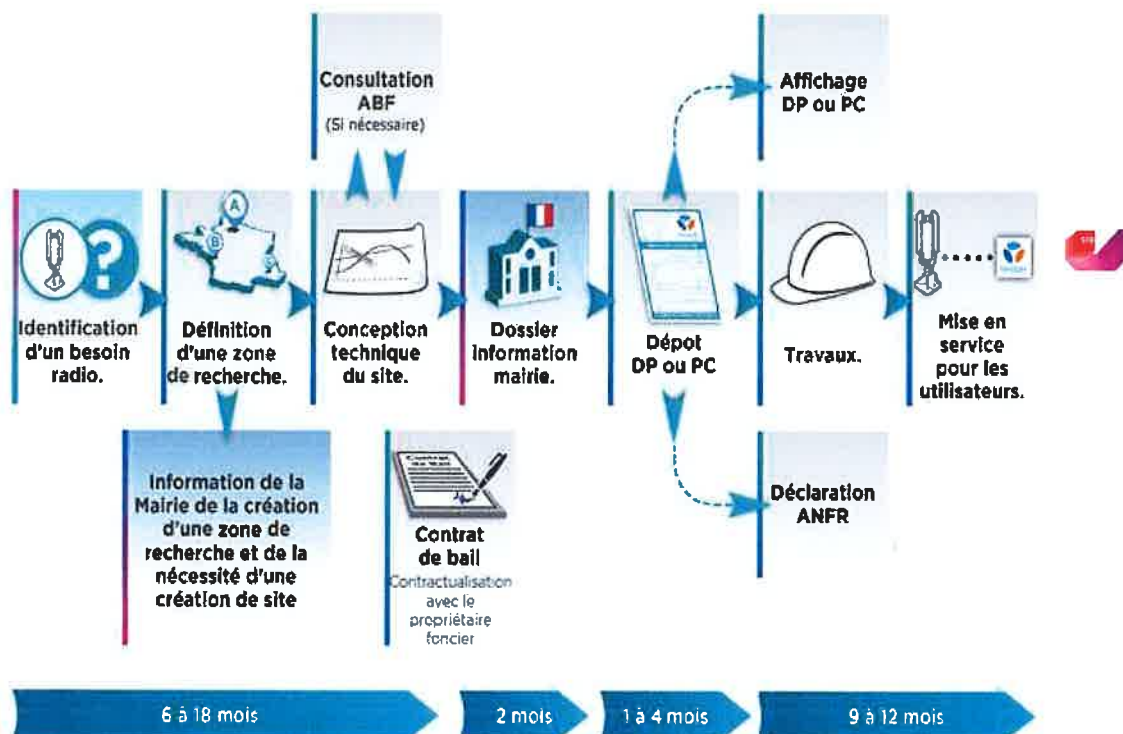 Consultation
ABF
(Si nécessaire)
Affichage
DP ou PC
A
B
Identification
d'un besoin
radio.
Définition
d'une zone
de recherche.
Conception
technique
du site.
Dossier
information
mairie.
Dépot
DP ou PC
Travaux.
Mise en
service
pour les
utilisateurs.
Information de la
Mairie de la création
d'une zone de
recherche et de la
nécessité d'une
création de site
Contrat
de bail
Contrat
de bail
Contractualisation
avec le
propriétaire
foncier
Déclaration
ANFR
6 à 18 mois
2 mois
1 à 4 mois
9 à 12 mois